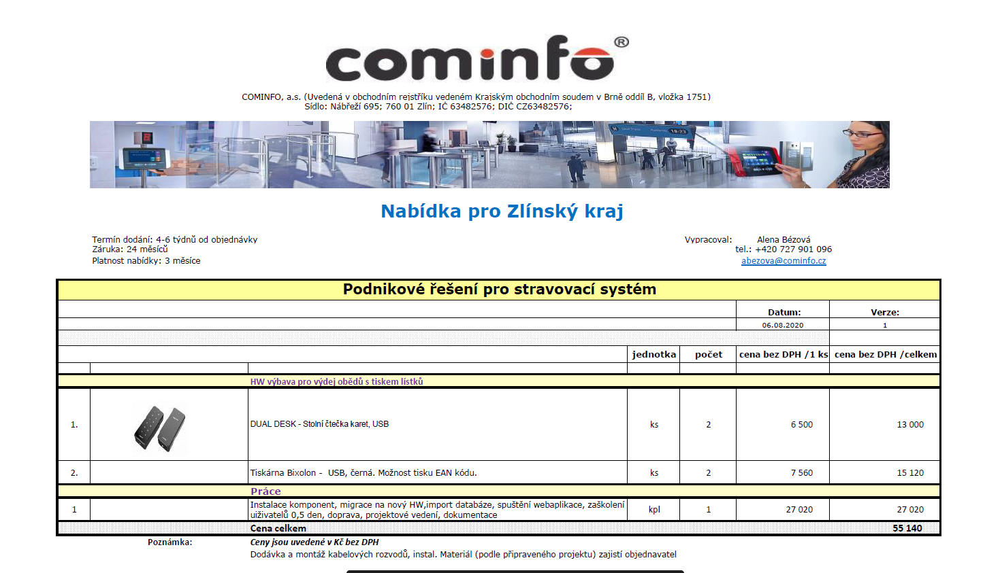 cominfo®
COMINFO, a.s. (Uvedená v obchodním rejstříku vedeném Krajským obchodním soudem v Brně oddíl B, vložka 1751)
Sídlo: Nábřeží 695; 760 01 Zlín; IČ 63482576; DIČ CZ63482576;
18:23
Nabídka pro Zlínský kraj
Termín dodání: 4-6 týdnů od objednávky
Záruka: 24 měsíců
Platnost nabídky: 3 měsíce
Vypracoval: Alena Bézová
tel.: +420 727 901 096
abezova@cominfo.cz
Podnikové řešení pro stravovací systém
Datum: Verze:
06.08.2020 1
jednotka počet cena bez DPH /1 ks cena bez DPH /celkem
HW výbava pro výdej obědů s tiskem lístků
1. DUAL DESK - Stolní čtečka karet, USB ks 2 6 500 13 000
2. Tiskárna Bixolon - USB, černá. Možnost tisku EAN kódu. ks 2 7 560 15 120
Práce
1 Instalace komponent, migrace na nový HW,import databáze, spuštění webaplikace, zaškolení uiživatelů 0,5 den, doprava, projektové vedení, dokumentace kpl 1 27 020 27 020
Cena celkem 55 140
Poznámka: Ceny jsou uvedené v Kč bez DPH
Dodávka a montáž kabelových rozvodů, instal. Materiál (podle připraveného projektu) zajistí objednavatel